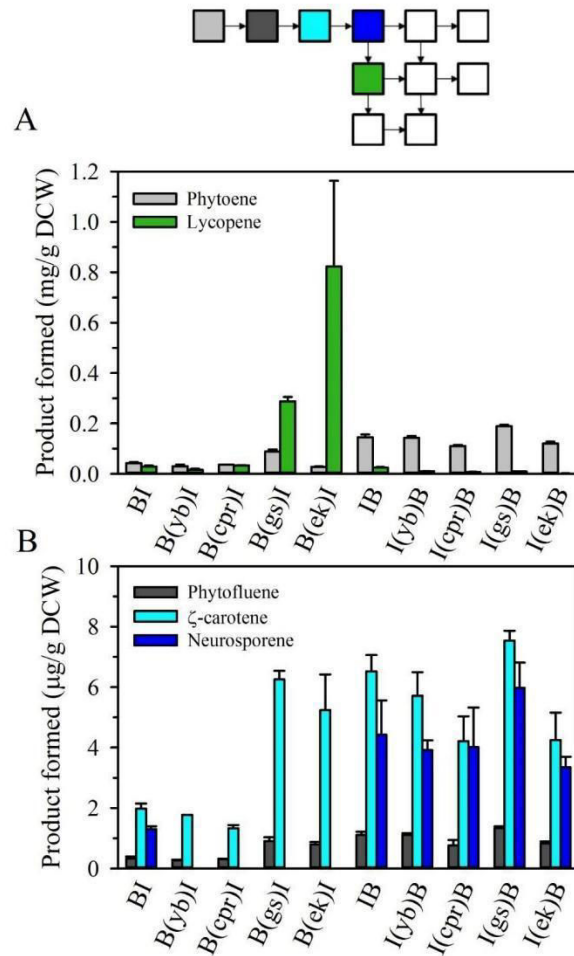 A
Product formed (mg/g DCW)
1.2
1.0
0.8
0.6
0.4
0.2
0.0
Phytoene
Lycopene
BI
B(yb)I
B(cpr)I
B(gs)I
B(ek)I
IB
I(yb)B
I(cpr)B
I(gs)B
I(ek)B
B
Product formed (µg/g DCW)
10
8
6
4
2
0
Phytofluene
ζ-carotene
Neurosporene
BI
B(yb)I
B(cpr)I
B(gs)I
B(ek)I
IB
I(yb)B
I(cpr)B
I(gs)B
I(ek)B